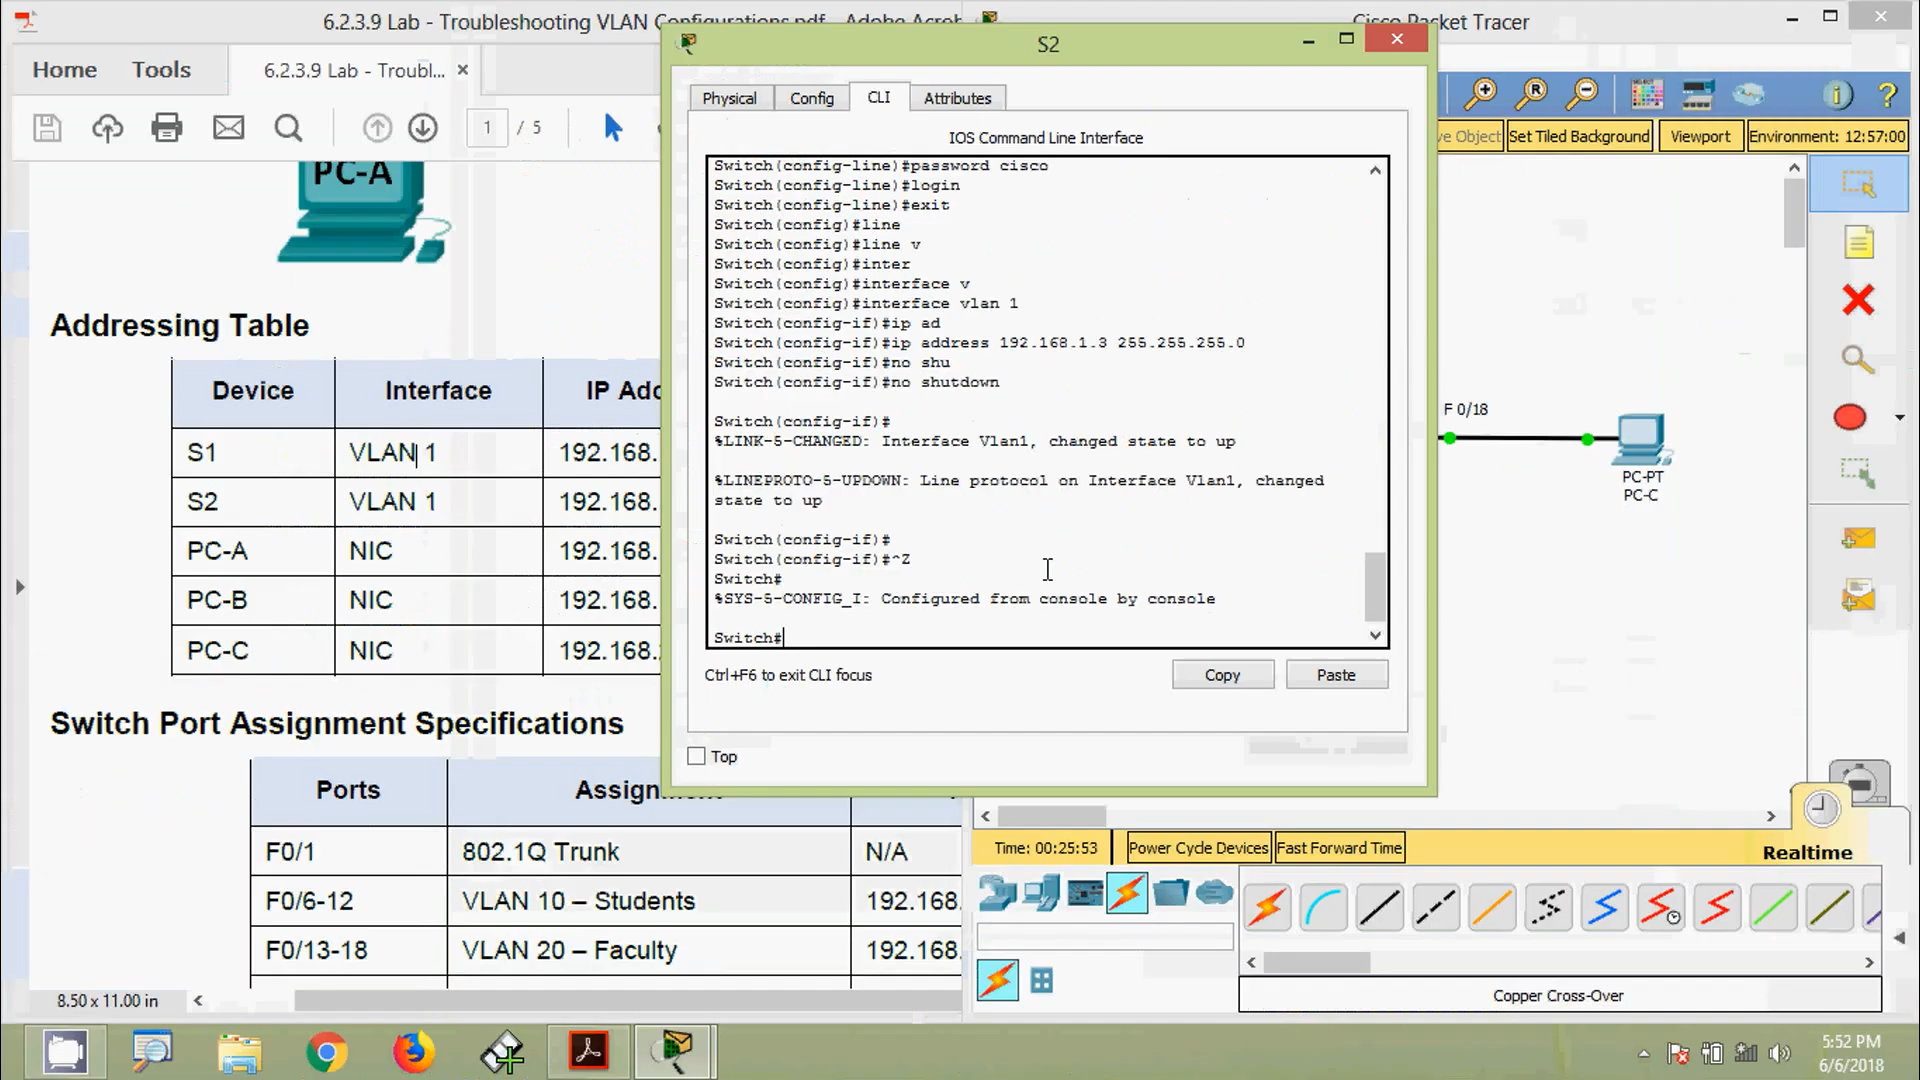 6.2.3.9 Lab - Troubleshooting VLAN Configurations.pdf - Adobe Acrob
Home
Tools
6.2.3.9 Lab - Troubl...
1
/ 5
PC-A
Addressing Table
Device
Interface
IP Add
S1
VLAN 1
192.168.
S2
VLAN 1
192.168.
PC-A
NIC
192.168.
PC-B
NIC
192.168.
PC-C
NIC
192.168.
Switch Port Assignment Specifications
Ports
F0/1
802.1Q Trunk
N/A
F0/6-12
VLAN 10 – Students
192.168.
F0/13-18
VLAN 20 – Faculty
192.168
8.50 x 11.00 in
S2
Physical
Config
CLI
Attributes
IOS Command Line Interface
Switch(config-line)#password cisco
Switch(config-line)#login
Switch(config-line)#exit
Switch(config)#line
Switch(config)#line v
Switch(config)#inter
Switch(config)#interface v
Switch(config)#interface vlan 1
Switch(config-if)#ip ad
Switch(config-if)#ip address 192.168.1.3 255.255.255.0
Switch(config-if)#no shu
Switch(config-if)#no shutdown
Switch(config-if)#
%LINK-5-CHANGED: Interface Vlan1, changed state to up
%LINEPROTO-5-UPDOWN: Line protocol on Interface Vlan1, changed
state to up
Switch(config-if)#
Switch(config-if)#^Z
Switch#
%SYS-5-CONFIG_I: Configured from console by console
Switch#
Ctrl+F6 to exit CLI focus
Copy
Paste
Top
Cisco Packet Tracer
Object
Set Tiled Background
Viewport
Environment: 12:57:00
F 0/18
PC-PT
PC-C
Time: 00:25:53
Power Cycle Devices
Fast Forward Time
Realtime
Copper Cross-Over
5:52 PM
6/6/2018